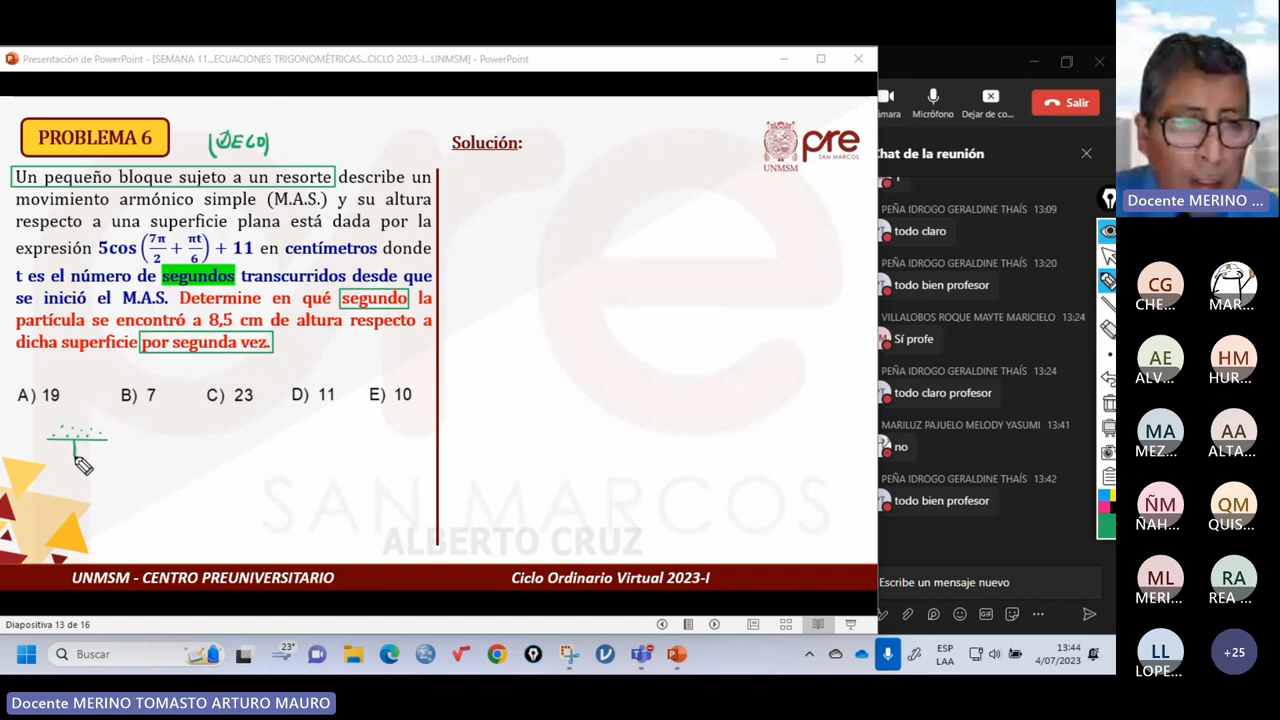 Presentación de PowerPoint - [SEMANA 11...ECUACIONES TRIGONOMÉTRICAS...CICLO 2023-I...UNMSM] - PowerPoint
PROBLEMA 6
Solución:
UNMSM
pre
SAN MARCOS
Un pequeño bloque sujeto a un resorte describe un
movimiento armónico simple (M.A.S.) y su altura
respecto a una superficie plana está dada por la
expresión 5cos(7π/2 + πt/6) + 11 en centímetros donde
t es el número de segundos transcurridos desde que
se inició el M.A.S. Determine en qué segundo la
partícula se encontró a 8,5 cm de altura respecto a
dicha superficie por segunda vez.
A) 19 B) 7 C) 23 D) 11 E) 10
pre
SAN MARCOS
ALBERTO CRUZ
UNMSM - CENTRO PREUNIVERSITARIO
Ciclo Ordinario Virtual 2023-I
Diapositiva 13 de 16
ámara
Micrófono
Dejar de co...
Salir
Chat de la reunión
PEÑA IDROGO GERALDINE THAÍS 13:09
todo claro
PEÑA IDROGO GERALDINE THAÍS 13:20
todo bien profesor
VILLALOBOS ROQUE MAYTE MARICIELO 13:24
Sí profe
PEÑA IDROGO GERALDINE THAÍS 13:24
todo claro profesor
MARILUZ PAJUELO MELODY YASUMI 13:41
no
PEÑA IDROGO GERALDINE THAÍS 13:42
todo bien profesor
Escribe un mensaje nuevo
Docente MERINO ...
CG
CHE...
MAR...
AE
ALV...
HM
HUR...
MA
MEZ...
AA
ALTA...
ÑM
ÑAH...
QM
QUIS...
ML
MERI...
RA
REA ...
LL
LOPE...
+25
Buscar
23°
ESP
LAA
13:44
4/07/2023
Docente MERINO TOMASTO ARTURO MAURO